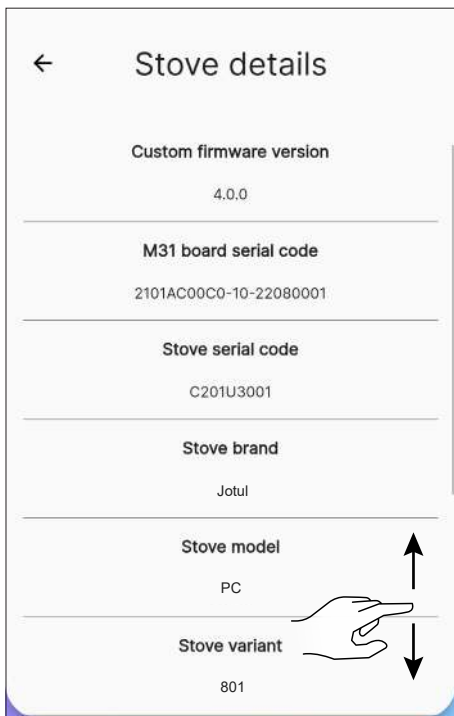 Stove details
Custom firmware version
4.0.0
M31 board serial code
2101AC00C0-10-22080001
Stove serial code
C201U3001
Stove brand
Jotul
Stove model
PC
Stove variant
801